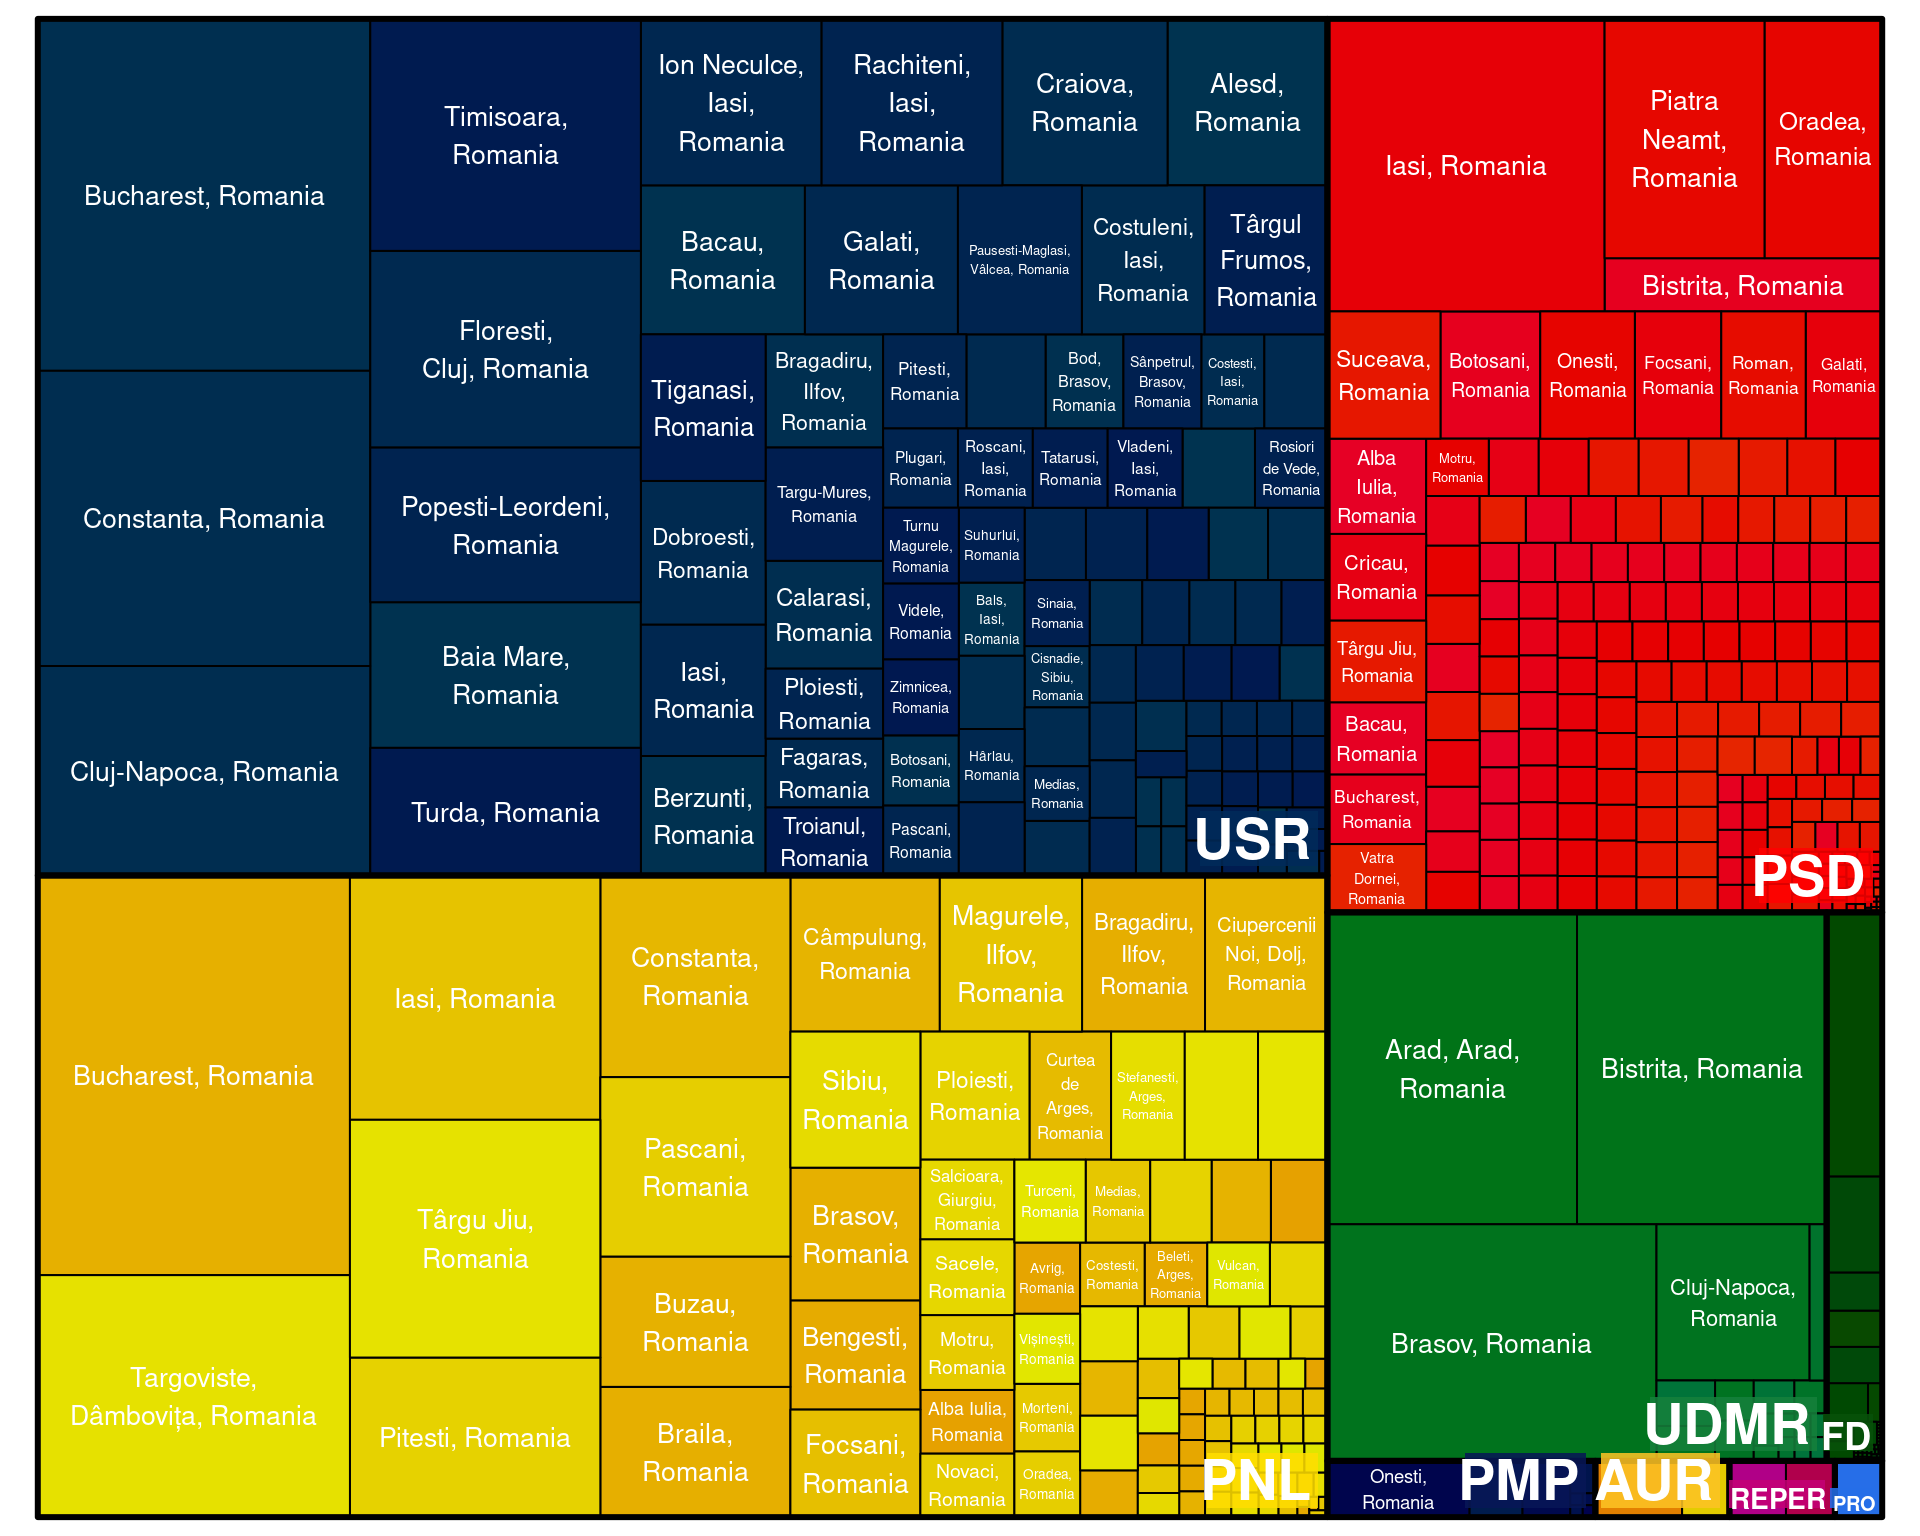 Bucharest, Romania
Constanta, Romania
Cluj-Napoca, Romania
Timisoara,
Romania
Floresti,
Cluj, Romania
Popesti-Leordeni,
Romania
Baia Mare,
Romania
Turda, Romania
Ion Neculce,
Iasi,
Romania
Rachiteni,
Iasi,
Romania
Craiova,
Romania
Alesd,
Romania
Bacau,
Romania
Galati,
Romania
Pausesti-Maglasi,
Vâlcea, Romania
Costuleni,
Iasi,
Romania
Târgul
Frumos,
Romania
Tiganasi,
Romania
Dobroesti,
Romania
Iasi,
Romania
Berzunti,
Romania
Bragadiru,
Ilfov,
Romania
Targu-Mures,
Romania
Calarasi,
Romania
Ploiesti,
Romania
Fagaras,
Romania
Troianul,
Romania
Pitesti,
Romania
Bod,
Brasov,
Romania
Sânpetrul,
Brasov,
Romania
Costesti,
Iasi,
Romania
Plugari,
Romania
Roscani,
Iasi,
Romania
Tatarusi,
Romania
Vladeni,
Iasi,
Romania
Rosiori
de Vede,
Romania
Turnu
Magurele,
Romania
Videle,
Romania
Zimnicea,
Romania
Botosani,
Romania
Pascani,
Romania
Suhurlui,
Romania
Bals,
Iasi,
Romania
Hârlau,
Romania
Sinaia,
Romania
Cisnadie,
Sibiu,
Romania
Medias,
Romania
USR
Iasi, Romania
Piatra
Neamt,
Romania
Oradea,
Romania
Bistrita, Romania
Suceava,
Romania
Botosani,
Romania
Onesti,
Romania
Focsani,
Romania
Roman,
Romania
Galati,
Romania
Alba
Iulia,
Romania
Cricau,
Romania
Târgu Jiu,
Romania
Bacau,
Romania
Bucharest,
Romania
Vatra
Dornei,
Romania
Motru,
Romania
PSD
Bucharest, Romania
Targoviste,
Dâmbovița, Romania
Iasi, Romania
Târgu Jiu,
Romania
Pitesti, Romania
Constanta,
Romania
Pascani,
Romania
Buzau,
Romania
Braila,
Romania
Câmpulung,
Romania
Magurele,
Ilfov,
Romania
Bragadiru,
Ilfov,
Romania
Ciupercenii
Noi, Dolj,
Romania
Sibiu,
Romania
Brasov,
Romania
Bengesti,
Romania
Focsani,
Romania
Ploiesti,
Romania
Curtea
de
Arges,
Romania
Stefanesti,
Arges,
Romania
Salcioara,
Giurgiu,
Romania
Sacele,
Romania
Motru,
Romania
Alba Iulia,
Romania
Novaci,
Romania
Turceni,
Romania
Medias,
Romania
Avrig,
Romania
Costesti,
Romania
Beleti,
Arges,
Romania
Vulcan,
Romania
Vișinești,
Romania
Morteni,
Romania
Oradea,
Romania
PNL
Arad, Arad,
Romania
Bistrita, Romania
Brasov, Romania
Cluj-Napoca,
Romania
UDMR
FD
Onesti,
Romania
PMP
AUR
REPER
PRO